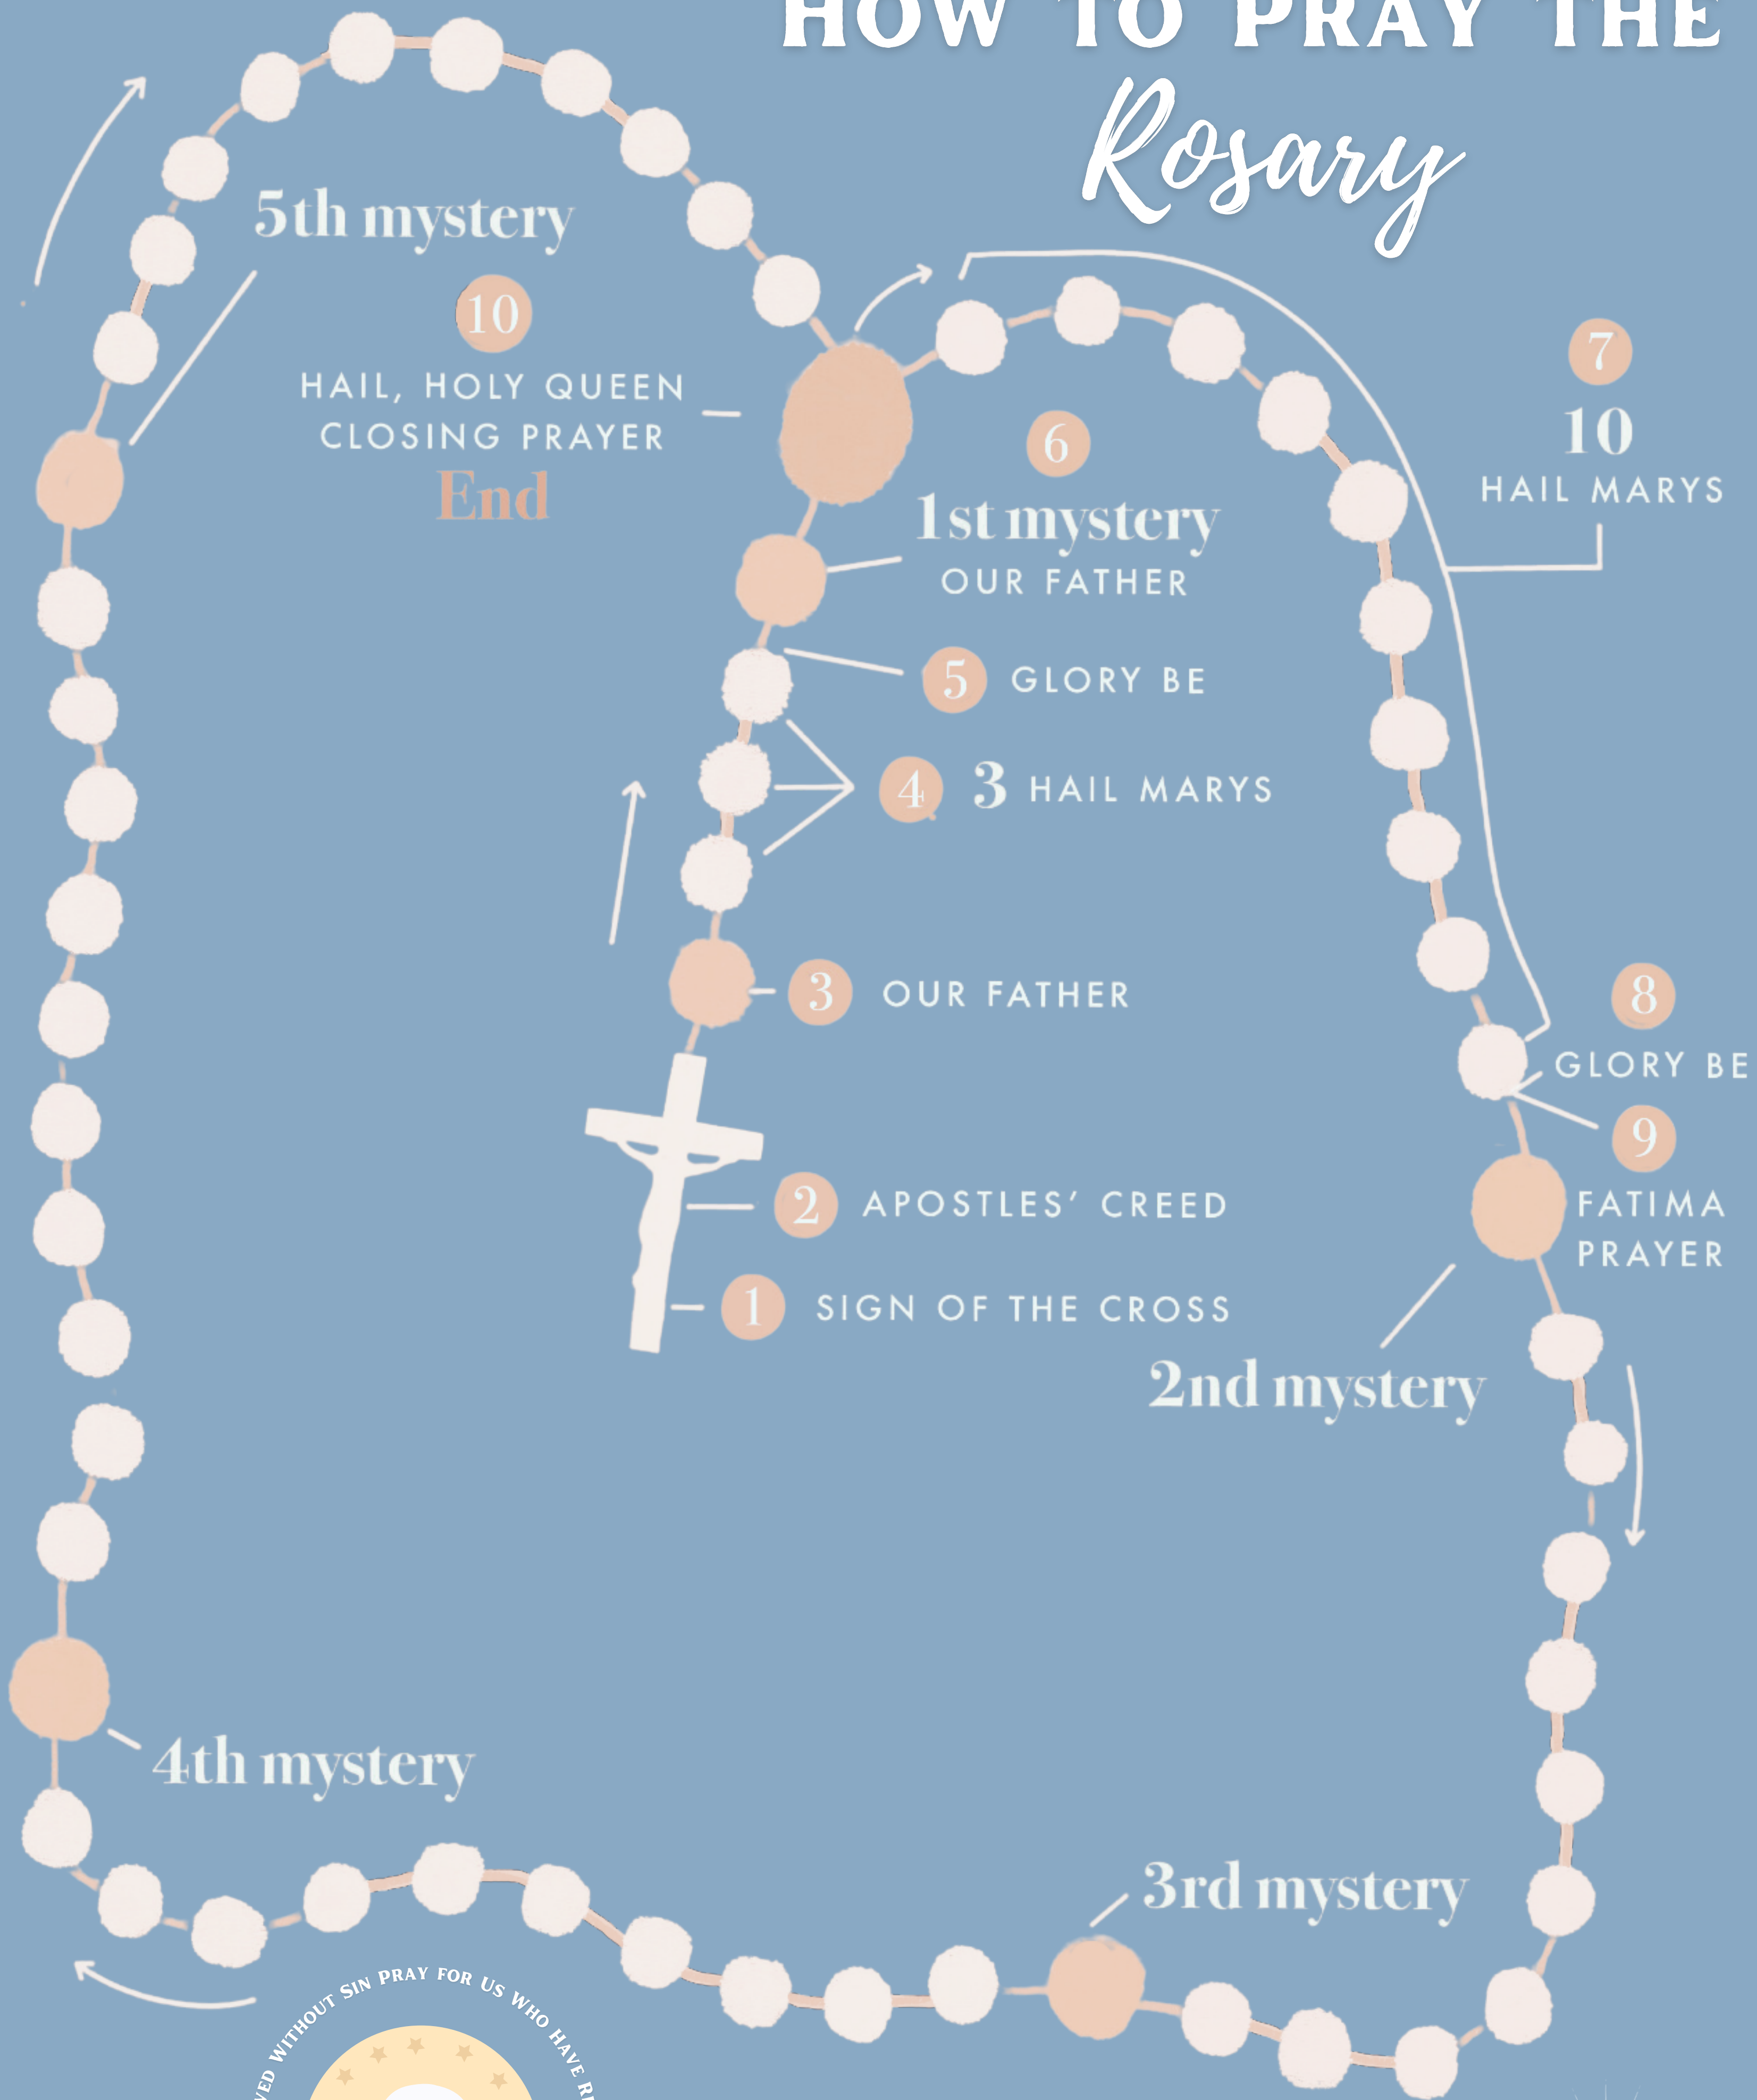 HOW TO PRAY THE
Rosary
5th mystery
10
HAIL, HOLY QUEEN
CLOSING PRAYER
End
7
10
HAIL MARYS
6
1st mystery
OUR FATHER
5 GLORY BE
4 3 HAIL MARYS
3 OUR FATHER
8
GLORY BE
9
FATIMA
PRAYER
2 APOSTLES’ CREED
1 SIGN OF THE CROSS
2nd mystery
4th mystery
3rd mystery
WITHOUT SIN PRAY FOR US WHO HAVE